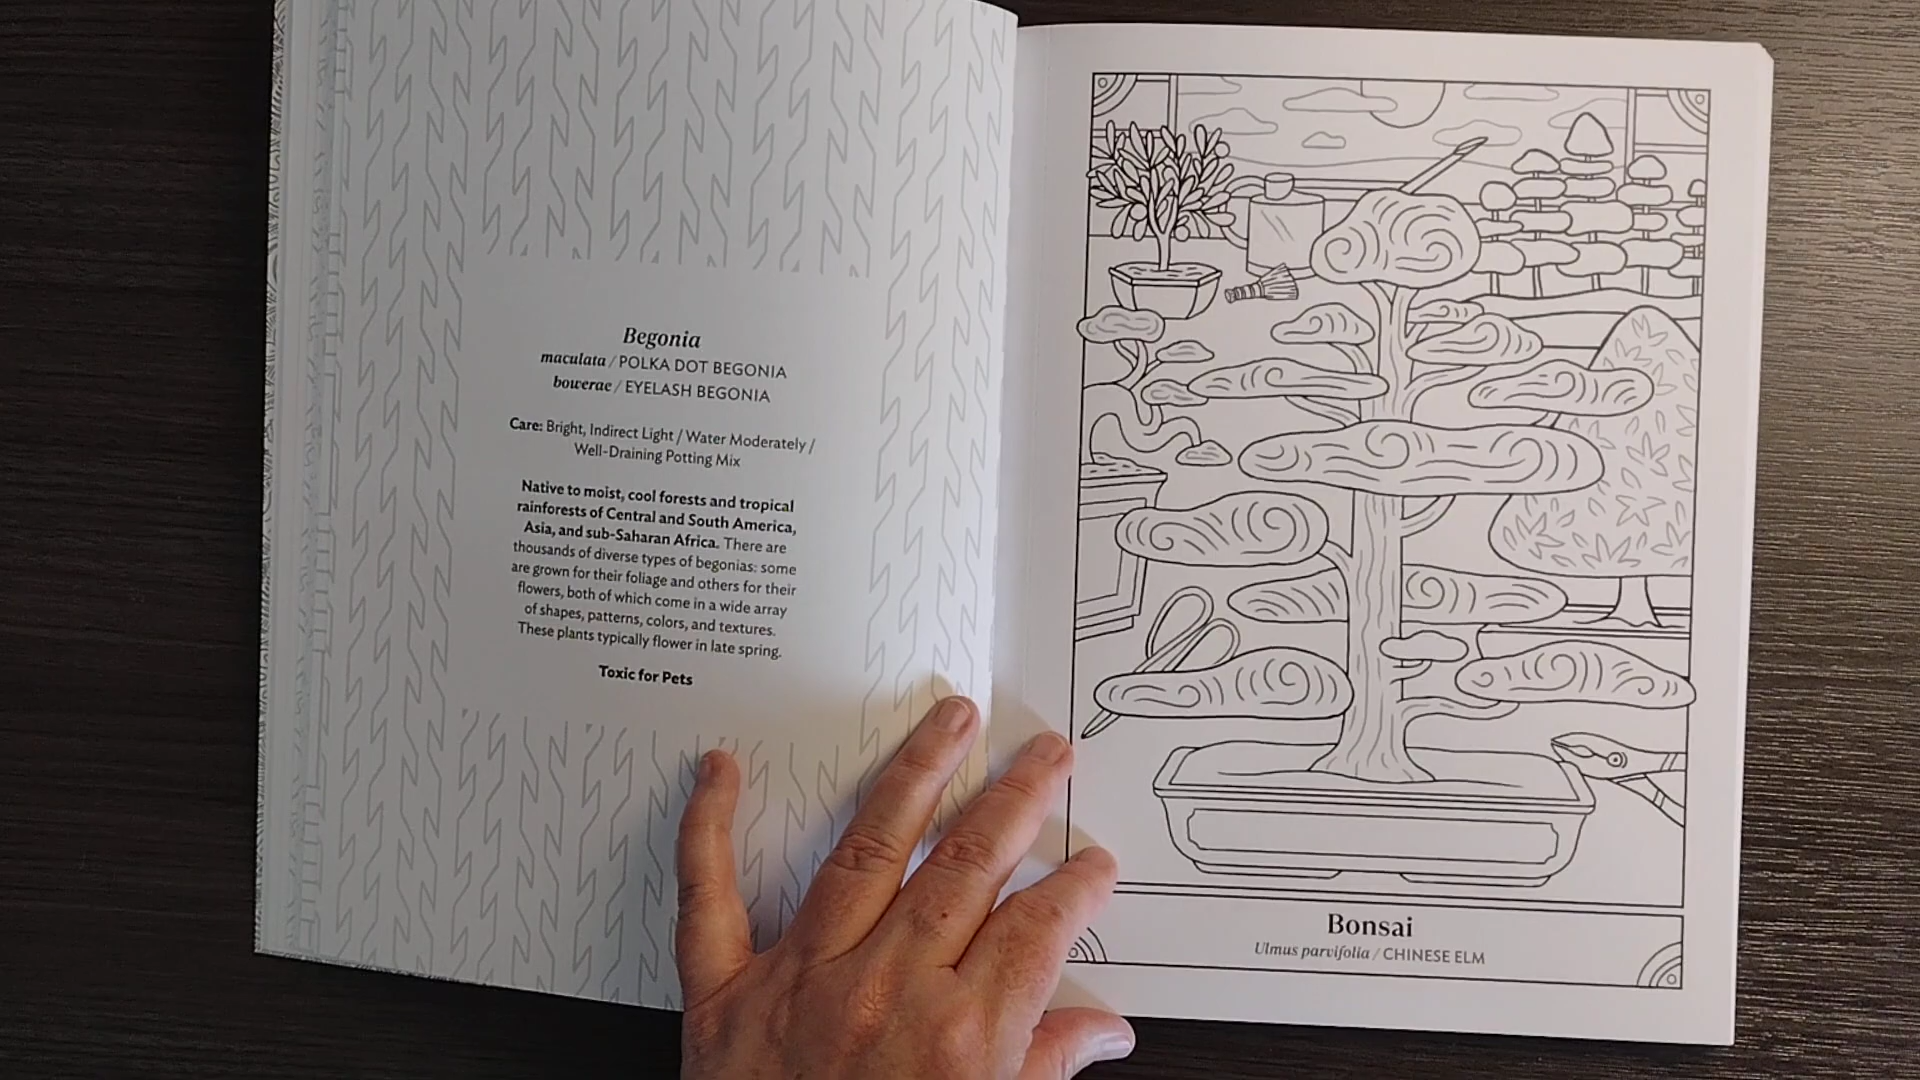 Begonia
maculata / POLKA DOT BEGONIA
bowerae / EYELASH BEGONIA
Care: Bright, Indirect Light / Water Moderately /
Well-Draining Potting Mix
Native to moist, cool forests and tropical
rainforests of Central and South America,
Asia, and sub-Saharan Africa. There are
thousands of diverse types of begonias: some
are grown for their foliage and others for their
flowers, both of which come in a wide array
of shapes, patterns, colors, and textures.
These plants typically flower in late spring.
Toxic for Pets
Bonsai
Ulmus parvifolia / CHINESE ELM